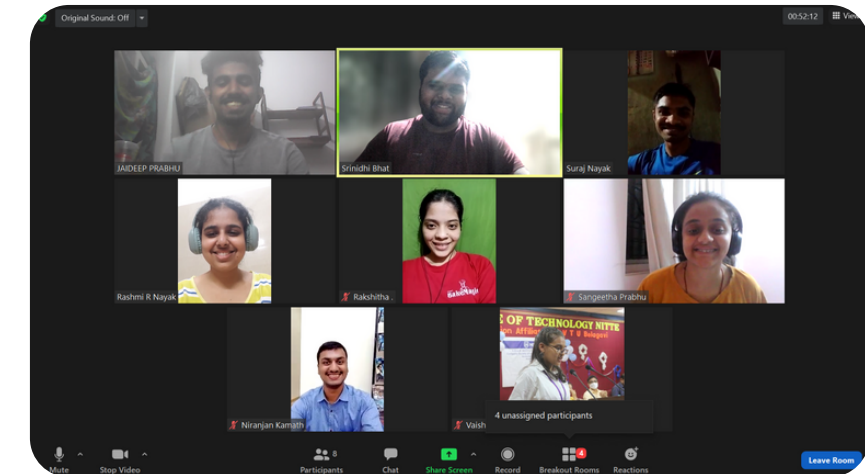 Original Sound: Off
00:52:12
View
JAIDEEP PRABHU
Srinidhi Bhat
Suraj Nayak
Rashmi R Nayak
Rakshitha .
Sangeetha Prabhu
E OF TECHNOLOGY NITTE
T U Belagavi
Niranjan Kamath
Vaish
4 unassigned participants
8
4
Mute
Stop Video
Participants
Chat
Share Screen
Record
Breakout Rooms
Reactions
Leave Room